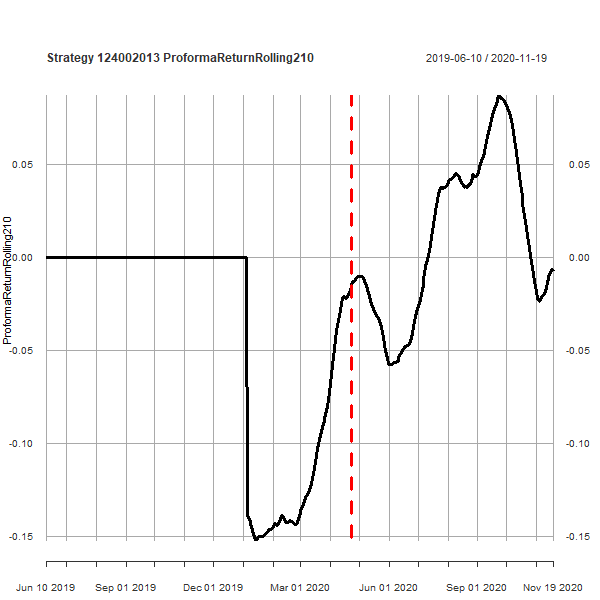 Strategy 124002013 ProformaReturnRolling210
2019-06-10 / 2020-11-19
ProformaReturnRolling210
0.05 0.05
0.00 0.00
-0.05 -0.05
-0.10 -0.10
-0.15 -0.15
Jun 10 2019 Sep 01 2019 Dec 01 2019 Mar 01 2020 Jun 01 2020 Sep 01 2020 Nov 19 2020